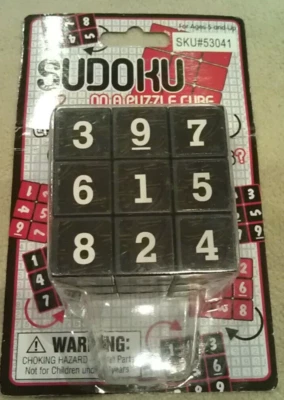 For Ages 5 and Up
SKU#53041
SUDOKU
ON A PUZZLE CUBE
3 9 7
6 1 5
8 2 4
WARNING:
CHOKING HAZARD
Not for Children
years.